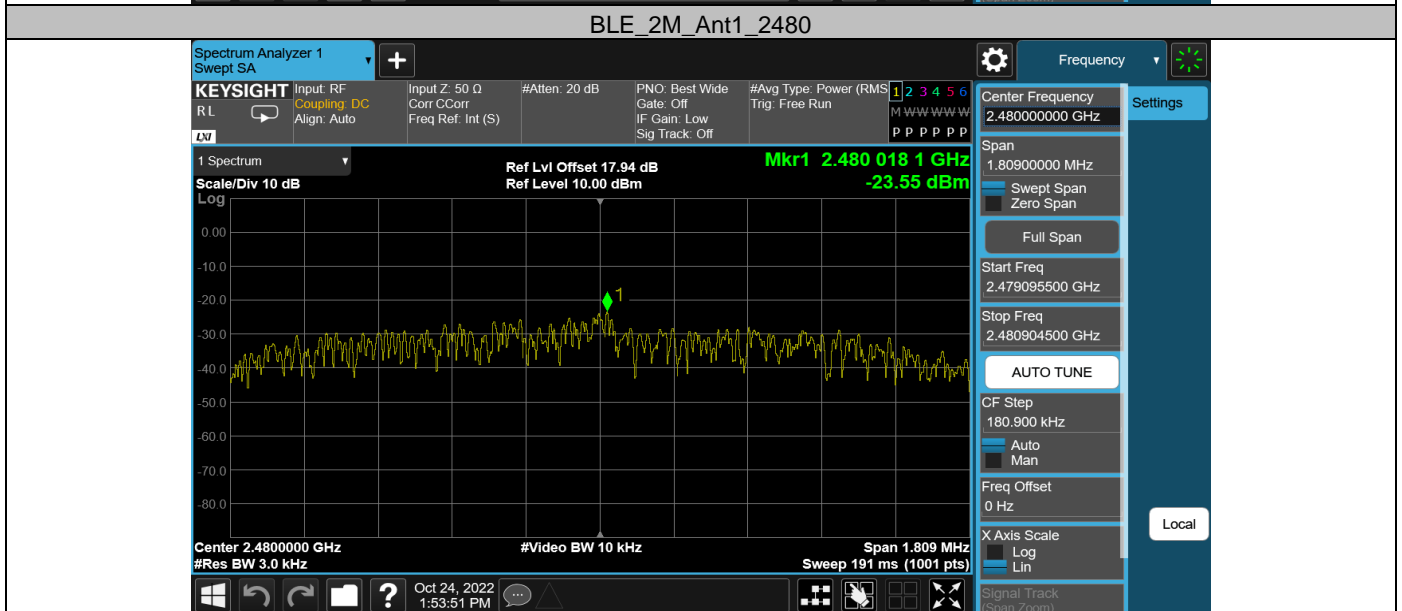 BLE_2M_Ant1_2480
Spectrum Analyzer 1
Swept SA
+
Frequency
KEYSIGHT
RL
LXI
Input: RF
Coupling: DC
Align: Auto
Input Z: 50 Ω
Corr CCorr
Freq Ref: Int (S)
#Atten: 20 dB
PNO: Best Wide
Gate: Off
IF Gain: Low
Sig Track: Off
#Avg Type: Power (RMS
Trig: Free Run
1 2 3 4 5 6
M W W W W W
P P P P P P
1 Spectrum
Scale/Div 10 dB
Log
Ref Lvl Offset 17.94 dB
Ref Level 10.00 dBm
Mkr1 2.480 018 1 GHz
-23.55 dBm
1
0.00
-10.0
-20.0
-30.0
-40.0
-50.0
-60.0
-70.0
-80.0
Center 2.4800000 GHz
#Res BW 3.0 kHz
#Video BW 10 kHz
Span 1.809 MHz
Sweep 191 ms (1001 pts)
Center Frequency
2.480000000 GHz
Span
1.80900000 MHz
Swept Span
Zero Span
Full Span
Start Freq
2.479095500 GHz
Stop Freq
2.480904500 GHz
AUTO TUNE
CF Step
180.900 kHz
Auto
Man
Freq Offset
0 Hz
X Axis Scale
Log
Lin
Signal Track
(Span Zoom)
Settings
Local
?
Oct 24, 2022
1:53:51 PM